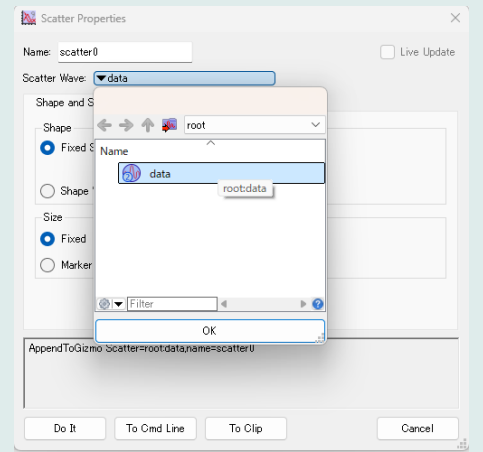 Scatter Properties
Name: scatter0
Live Update
Scatter Wave: ▼data
root
Shape and S
Shape
Name
Fixed S
data
root:data
Shape
Size
Fixed
Marker
Filter
OK
AppendToGizmo Scatter=root:data,name=scatter0
Do It
To Cmd Line
To Clip
Cancel